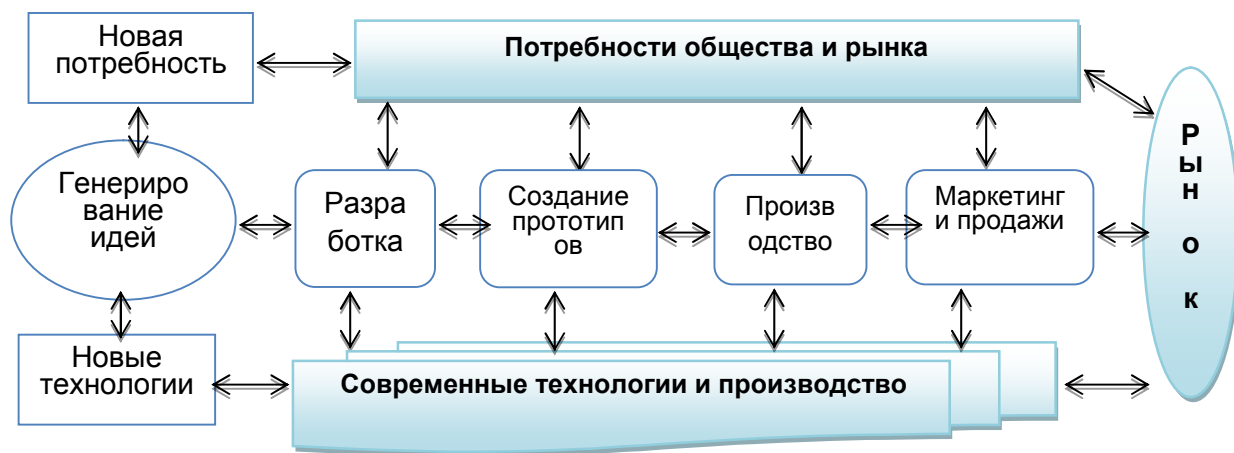 Новая
потребность
Потребности общества и рынка
Генериро
вание
идей
Разра
ботка
Создание
прототип
ов
Произв
одство
Маркетинг
и продажи
Р
ы
н
о
к
Новые
технологии
Современные технологии и производство